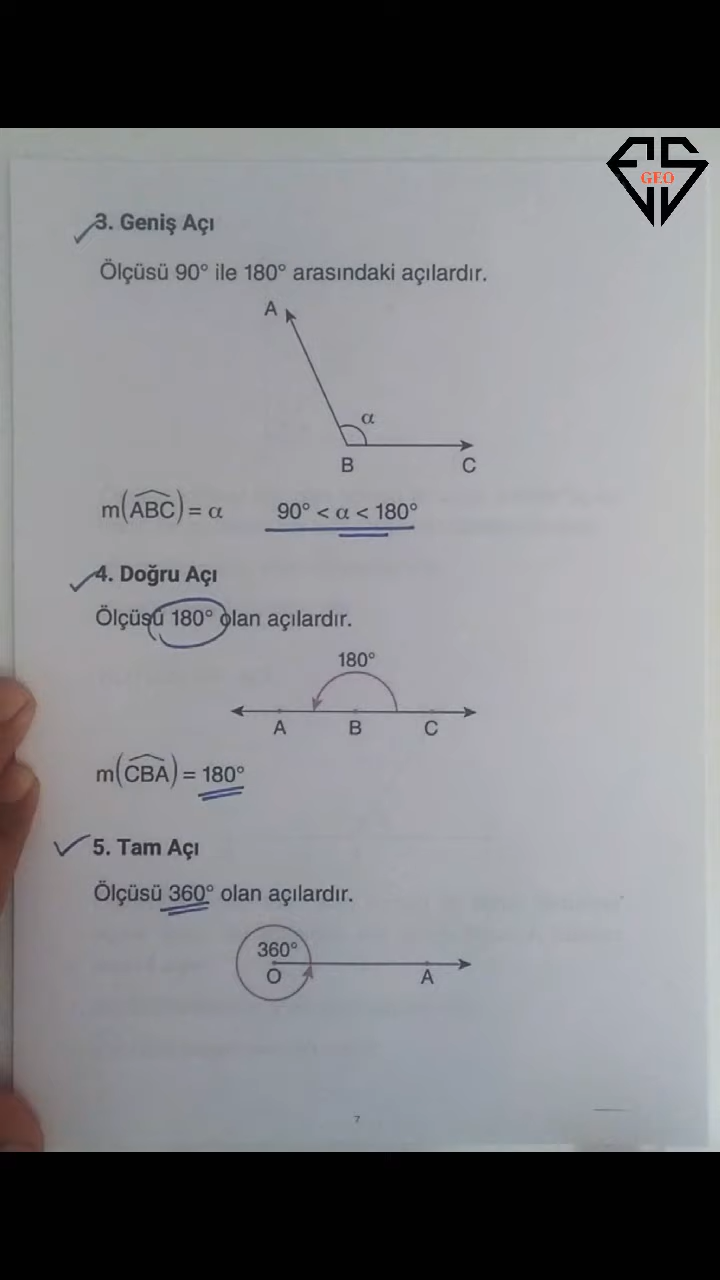 GEO
3. Geniş Açı
Ölçüsü 90° ile 180° arasındaki açılardır.
A
α
B C
m(ABC) = α 90° < α < 180°
4. Doğru Açı
Ölçüsü 180° olan açılardır.
180°
A B C
m(CBA) = 180°
5. Tam Açı
Ölçüsü 360° olan açılardır.
360°
O A
7